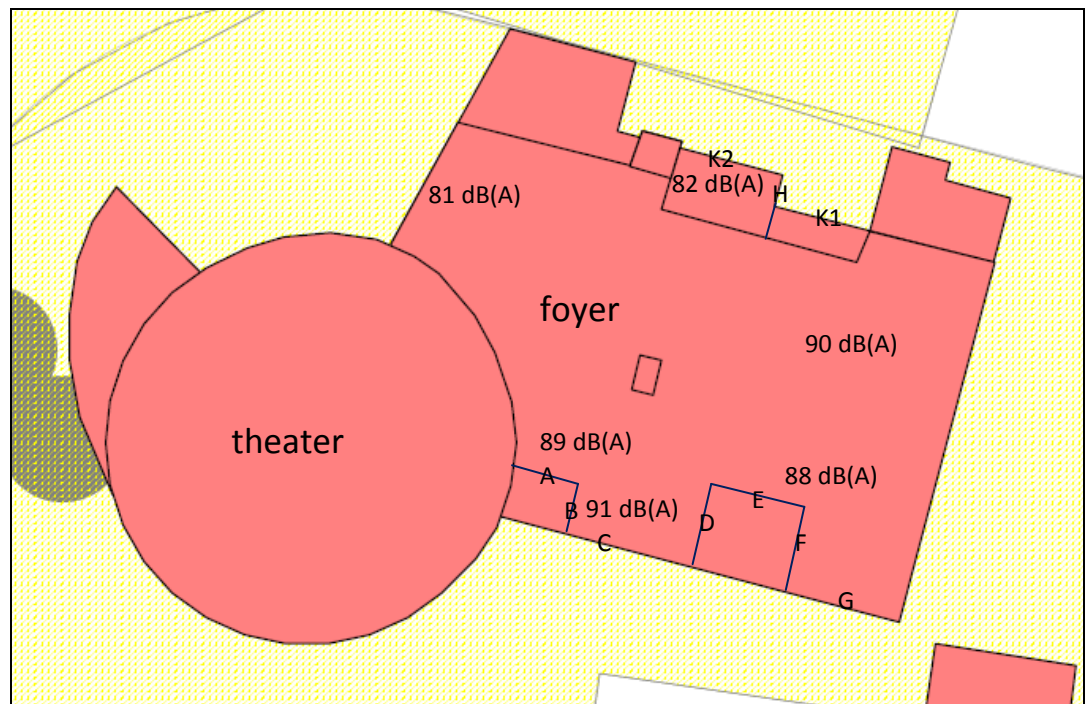 K2
82 dB(A)
81 dB(A)
H
K1
foyer
90 dB(A)
theater
89 dB(A)
A
88 dB(A)
E
B
91 dB(A)
D
C
F
G